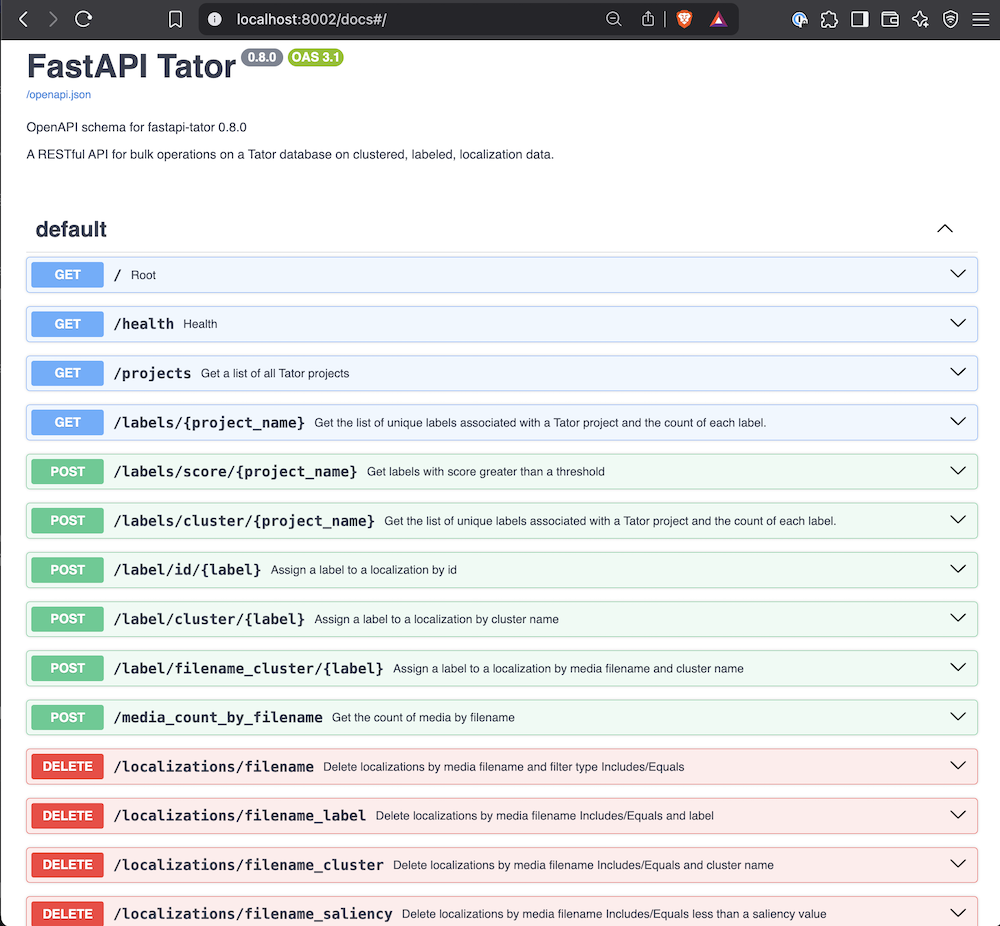 localhost:8002/docs#/
FastAPI Tator 0.8.0 OAS 3.1
/openapi.json
OpenAPI schema for fastapi-tator 0.8.0
A RESTful API for bulk operations on a Tator database on clustered, labeled, localization data.
default
GET / Root
GET /health Health
GET /projects Get a list of all Tator projects
GET /labels/{project_name} Get the list of unique labels associated with a Tator project and the count of each label.
POST /labels/score/{project_name} Get labels with score greater than a threshold
POST /labels/cluster/{project_name} Get the list of unique labels associated with a Tator project and the count of each label.
POST /label/id/{label} Assign a label to a localization by id
POST /label/cluster/{label} Assign a label to a localization by cluster name
POST /label/filename_cluster/{label} Assign a label to a localization by media filename and cluster name
POST /media_count_by_filename Get the count of media by filename
DELETE /localizations/filename Delete localizations by media filename and filter type Includes/Equals
DELETE /localizations/filename_label Delete localizations by media filename Includes/Equals and label
DELETE /localizations/filename_cluster Delete localizations by media filename Includes/Equals and cluster name
DELETE /localizations/filename_saliency Delete localizations by media filename Includes/Equals less than a saliency value